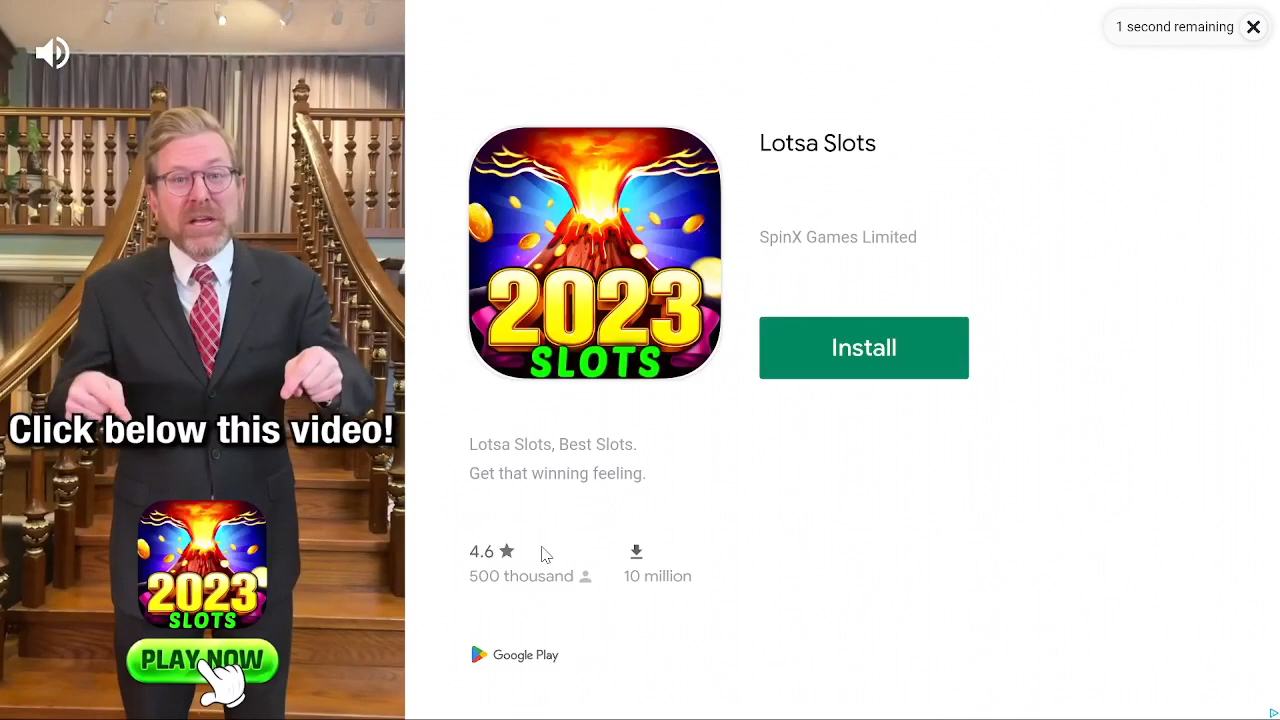 1 second remaining
Lotsa Slots
SpinX Games Limited
Install
2023
SLOTS
Click below this video!
Lotsa Slots, Best Slots.
Get that winning feeling.
4.6
500 thousand
10 million
2023
SLOTS
PLAY NOW
Google Play